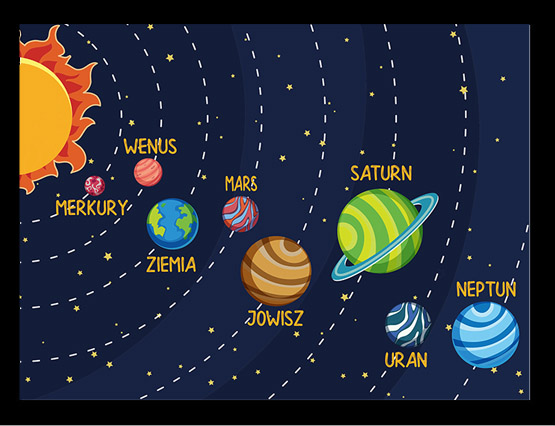 WENUS
MERKURY
ZIEMIA
MARS
JOWISZ
SATURN
URAN
NEPTUN